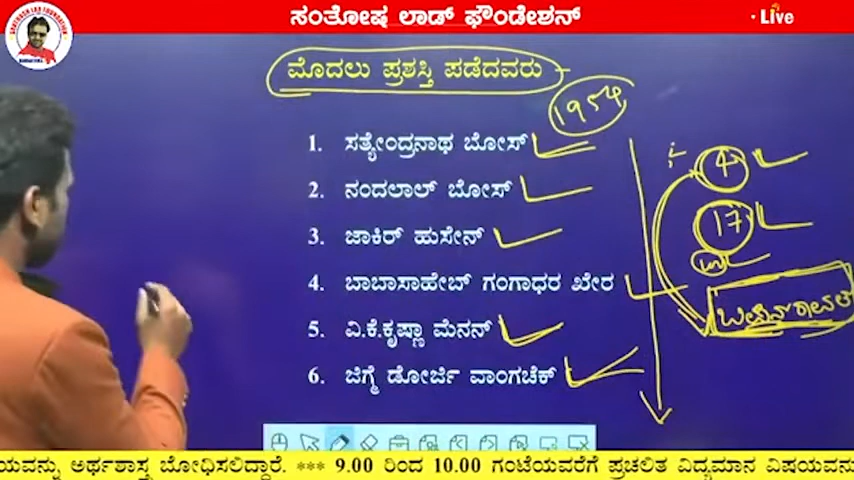 ಸಂತೋಷ ಲಾಡ್ ಫೌಂಡೇಶನ್
Live
ಮೊದಲು ಪ್ರಶಸ್ತಿ ಪಡೆದವರು
1954
1. ಸತ್ಯೇಂದ್ರನಾಥ ಬೋಸ್
2. ನಂದಲಾಲ್ ಬೋಸ್
3. ಜಾಕಿರ್ ಹುಸೇನ್
4. ಬಾಬಾಸಾಹೇಬ್ ಗಂಗಾಧರ ಖೇರ
5. ವಿ.ಕೆ.ಕೃಷ್ಣಾ ಮೆನನ್
6. ಜಿಗ್ಮೆ ಡೋರ್ಜಿ ವಾಂಗಚೆಕ್
4
17
ಯವನ್ನು ಅರ್ಥಶಾಸ್ತ್ರ ಬೋಧಿಸಲಿದ್ದಾರೆ. *** 9.00 ರಿಂದ 10.00 ಗಂಟೆಯವರೆಗೆ ಪ್ರಚಲಿತ ವಿದ್ಯಮಾನ ವಿಷಯವನು